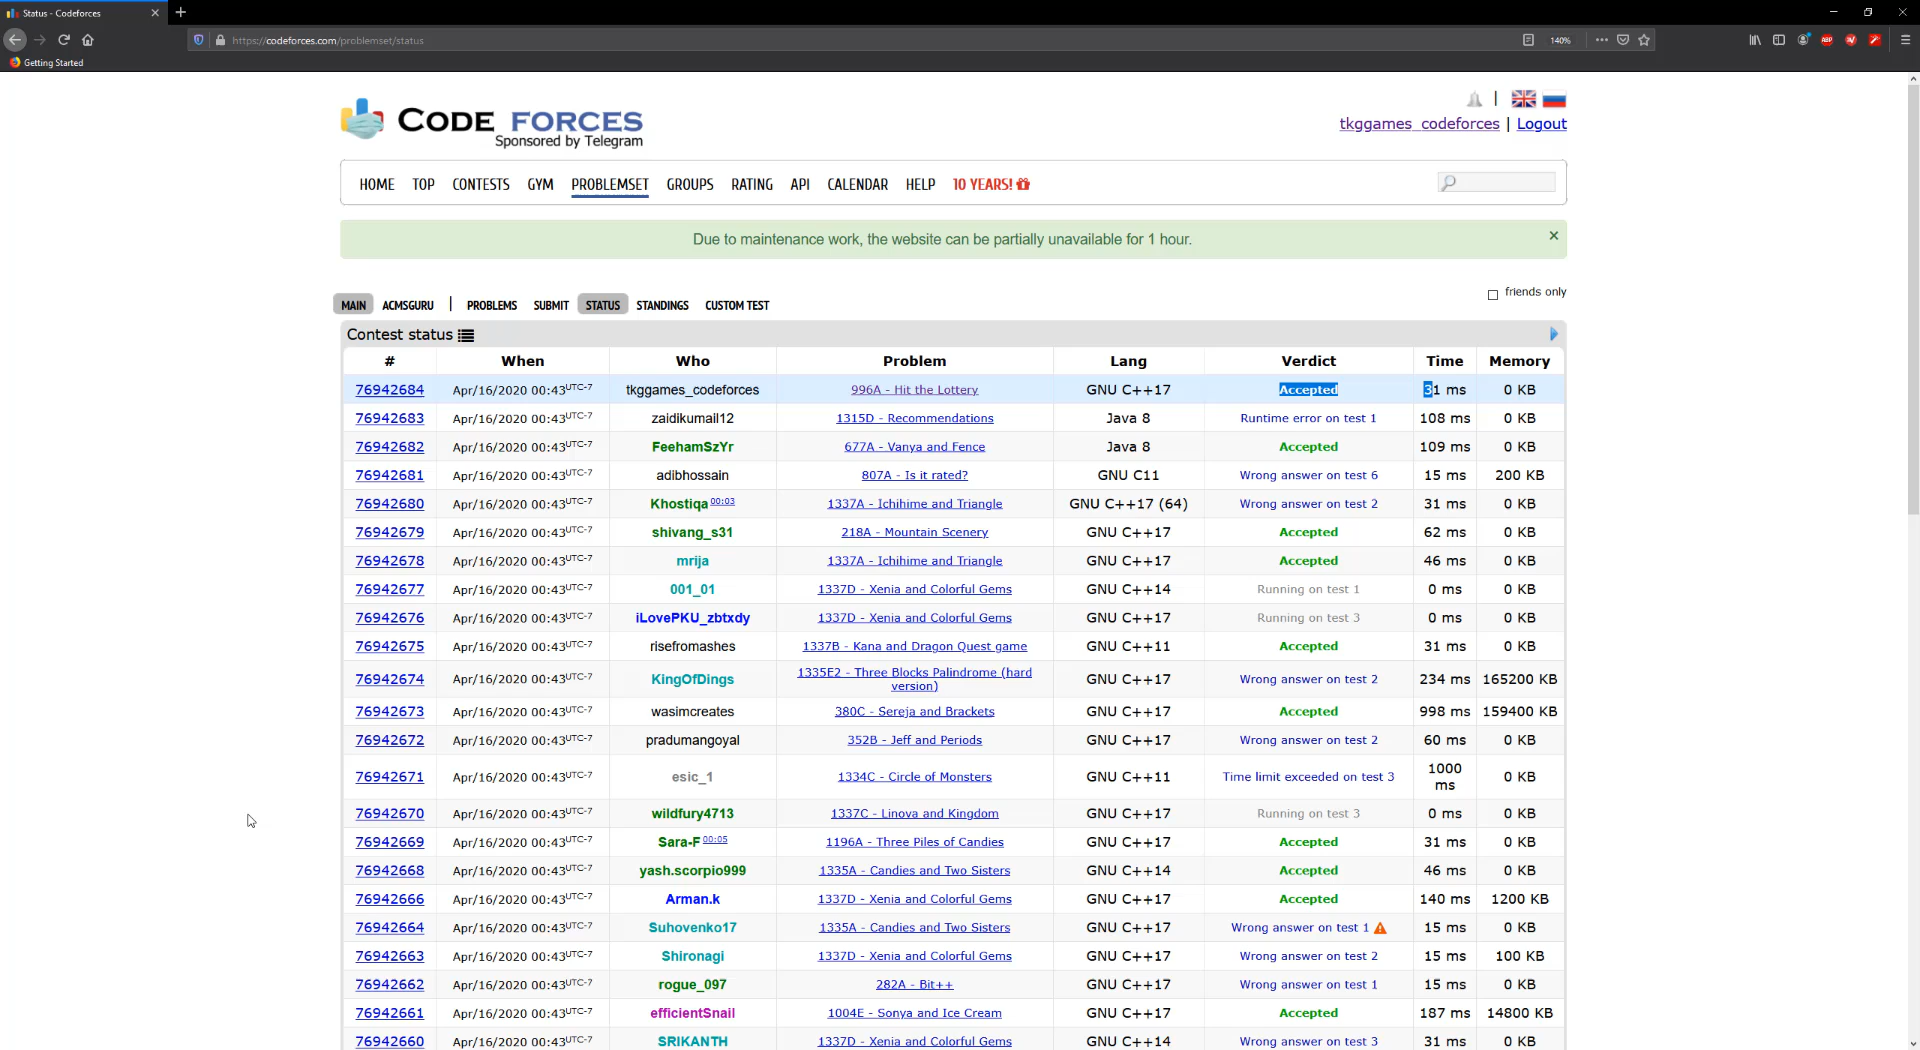 Status - Codeforces
https://codeforces.com/problemset/status
140%
ABP
Getting Started
CODE FORCES
Sponsored by Telegram
|
tkggames_codeforces | Logout
HOME TOP CONTESTS GYM PROBLEMSET GROUPS RATING API CALENDAR HELP 10 YEARS!
Due to maintenance work, the website can be partially unavailable for 1 hour. ×
friends only
MAIN ACMSGURU | PROBLEMS SUBMIT STATUS STANDINGS CUSTOM TEST
Contest status
# When Who Problem Lang Verdict Time Memory
76942684 Apr/16/2020 00:43UTC-7 tkggames_codeforces 996A - Hit the Lottery GNU C++17 Accepted 31 ms 0 KB
76942683 Apr/16/2020 00:43UTC-7 zaidikumail12 1315D - Recommendations Java 8 Runtime error on test 1 108 ms 0 KB
76942682 Apr/16/2020 00:43UTC-7 FeehamSzYr 677A - Vanya and Fence Java 8 Accepted 109 ms 0 KB
76942681 Apr/16/2020 00:43UTC-7 adibhossain 807A - Is it rated? GNU C11 Wrong answer on test 6 15 ms 200 KB
76942680 Apr/16/2020 00:43UTC-7 Khostiqa 00:03 1337A - Ichihime and Triangle GNU C++17 (64) Wrong answer on test 2 31 ms 0 KB
76942679 Apr/16/2020 00:43UTC-7 shivang_s31 218A - Mountain Scenery GNU C++17 Accepted 62 ms 0 KB
76942678 Apr/16/2020 00:43UTC-7 mrija 1337A - Ichihime and Triangle GNU C++17 Accepted 46 ms 0 KB
76942677 Apr/16/2020 00:43UTC-7 001_01 1337D - Xenia and Colorful Gems GNU C++14 Running on test 1 0 ms 0 KB
76942676 Apr/16/2020 00:43UTC-7 iLovePKU_zbtxdy 1337D - Xenia and Colorful Gems GNU C++17 Running on test 3 0 ms 0 KB
76942675 Apr/16/2020 00:43UTC-7 risefromashes 1337B - Kana and Dragon Quest game GNU C++11 Accepted 31 ms 0 KB
76942674 Apr/16/2020 00:43UTC-7 KingOfDings 1335E2 - Three Blocks Palindrome (hard version) GNU C++17 Wrong answer on test 2 234 ms 165200 KB
76942673 Apr/16/2020 00:43UTC-7 wasimcreates 380C - Sereja and Brackets GNU C++17 Accepted 998 ms 159400 KB
76942672 Apr/16/2020 00:43UTC-7 pradumangoyal 352B - Jeff and Periods GNU C++17 Wrong answer on test 2 60 ms 0 KB
76942671 Apr/16/2020 00:43UTC-7 esic_1 1334C - Circle of Monsters GNU C++11 Time limit exceeded on test 3 1000 ms 0 KB
76942670 Apr/16/2020 00:43UTC-7 wildfury4713 1337C - Linova and Kingdom GNU C++17 Running on test 3 0 ms 0 KB
76942669 Apr/16/2020 00:43UTC-7 Sara-F 00:05 1196A - Three Piles of Candies GNU C++17 Accepted 31 ms 0 KB
76942668 Apr/16/2020 00:43UTC-7 yash.scorpio999 1335A - Candies and Two Sisters GNU C++14 Accepted 46 ms 0 KB
76942666 Apr/16/2020 00:43UTC-7 Arman.k 1337D - Xenia and Colorful Gems GNU C++17 Accepted 140 ms 1200 KB
76942664 Apr/16/2020 00:43UTC-7 Suhovenko17 1335A - Candies and Two Sisters GNU C++17 Wrong answer on test 1 15 ms 0 KB
76942663 Apr/16/2020 00:43UTC-7 Shironagi 1337D - Xenia and Colorful Gems GNU C++17 Wrong answer on test 2 15 ms 100 KB
76942662 Apr/16/2020 00:43UTC-7 rogue_097 282A - Bit++ GNU C++17 Wrong answer on test 1 15 ms 0 KB
76942661 Apr/16/2020 00:43UTC-7 efficientSnail 1004E - Sonya and Ice Cream GNU C++17 Accepted 187 ms 14800 KB
76942660 Apr/16/2020 00:43UTC-7 SRIKANTH 1337D - Xenia and Colorful Gems GNU C++14 Wrong answer on test 3 31 ms 0 KB